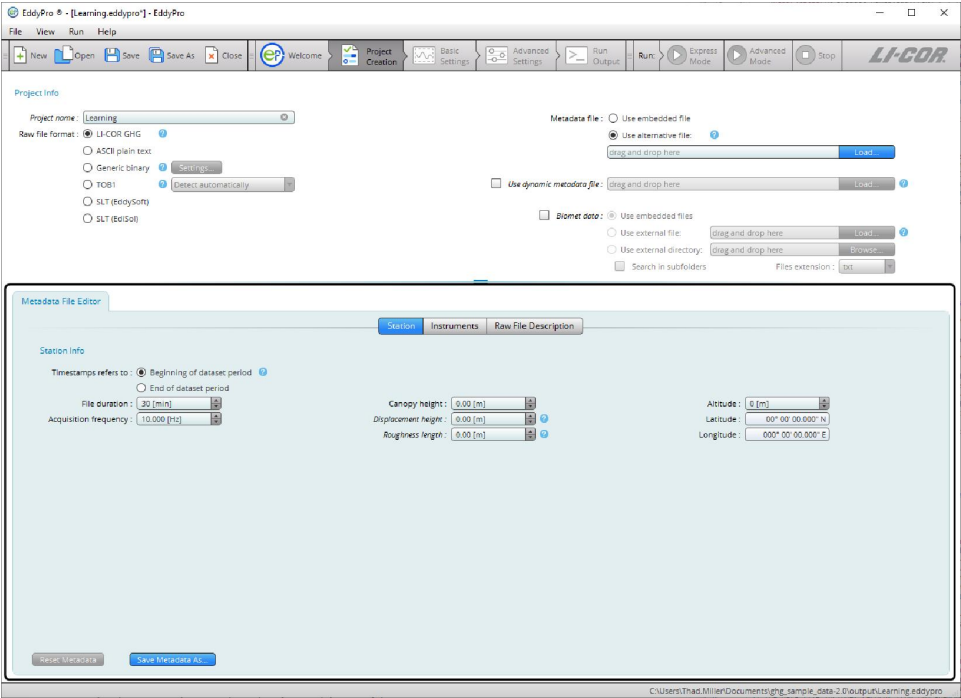 EddyPro ® - [Learning.eddypro*] - EddyPro
File View Run Help
New Open Save Save As Close Welcome Project Creation Basic Settings Advanced Settings Run Output Run: Express Mode Advanced Mode Stop LI-COR.
Project Info
Project name : Learning
Metadata file : Use embedded file
Raw file format : LI-COR GHG ?
Use alternative file: ?
ASCII plain text
drag and drop here Load...
Generic binary ? Settings...
TOB1 ? Detect automatically
Use dynamic metadata file : drag and drop here Load... ?
SLT (EddySoft)
SLT (EdiSol)
Biomet data : Use embedded files
Use external file: drag and drop here Load... ?
Use external directory: drag and drop here Browse...
Search in subfolders Files extension : txt
Metadata File Editor
Station Instruments Raw File Description
Station Info
Timestamps refers to : Beginning of dataset period ?
End of dataset period
File duration : 30 [min] Canopy height : 0.00 [m] Altitude : 0 [m]
Acquisition frequency : 10.000 [Hz] Displacement height : 0.00 [m] ? Latitude : 00° 00' 00.000" N
Roughness length : 0.00 [m] ? Longitude : 000° 00' 00.000" E
Reset Metadata Save Metadata As...
C:\Users\Thad.Miller\Documents\ghg_sample_data-2.0\output\Learning.eddypro